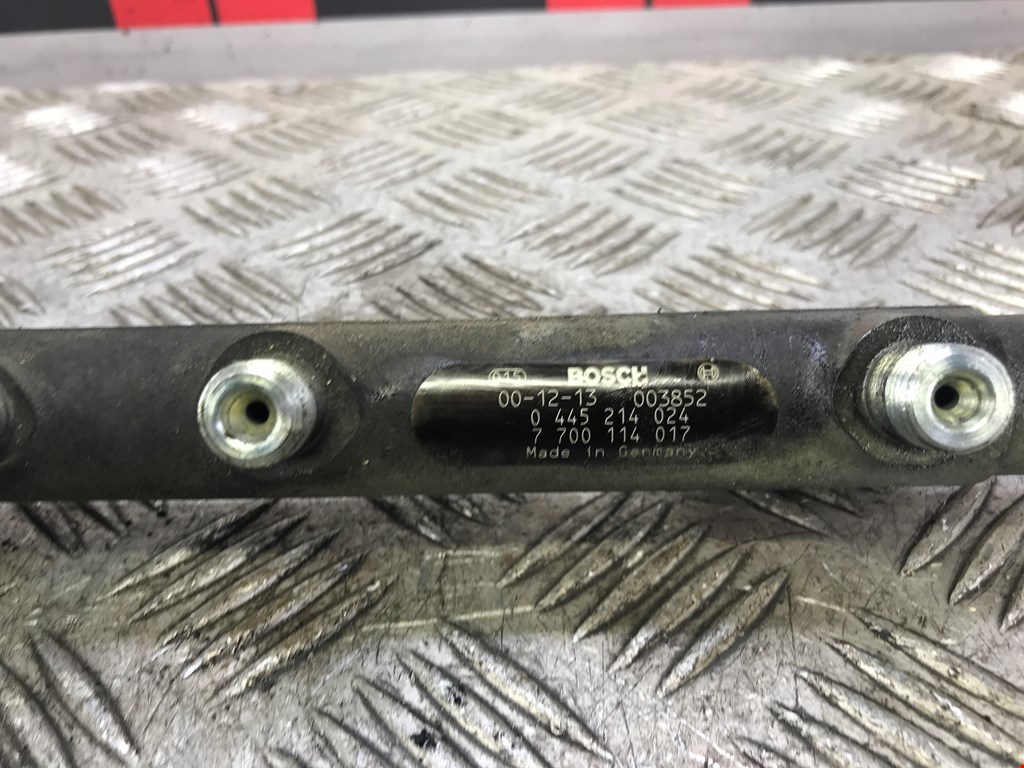 BOSCH
00-12-13 003852
0 445 214 024
7 700 114 017
Made in Germany